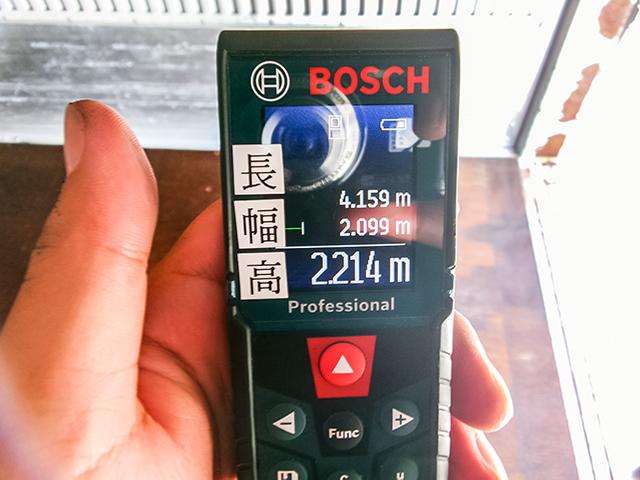 BOSCH
長 4.159 m
幅 2.099 m
高 2.214 m
Professional
- Func +